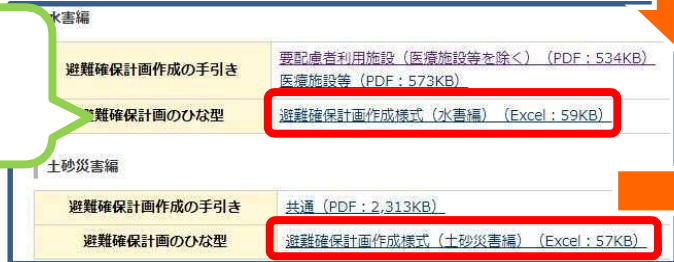 水害編
避難確保計画作成の手引き
要配慮者利用施設（医療施設等を除く）（PDF：534KB）
医療施設等（PDF：573KB）
避難確保計画のひな型
避難確保計画作成様式（水害編）（Excel：59KB）
土砂災害編
避難確保計画作成の手引き
共通（PDF：2,313KB）
避難確保計画のひな型
避難確保計画作成様式（土砂災害編）（Excel：57KB）